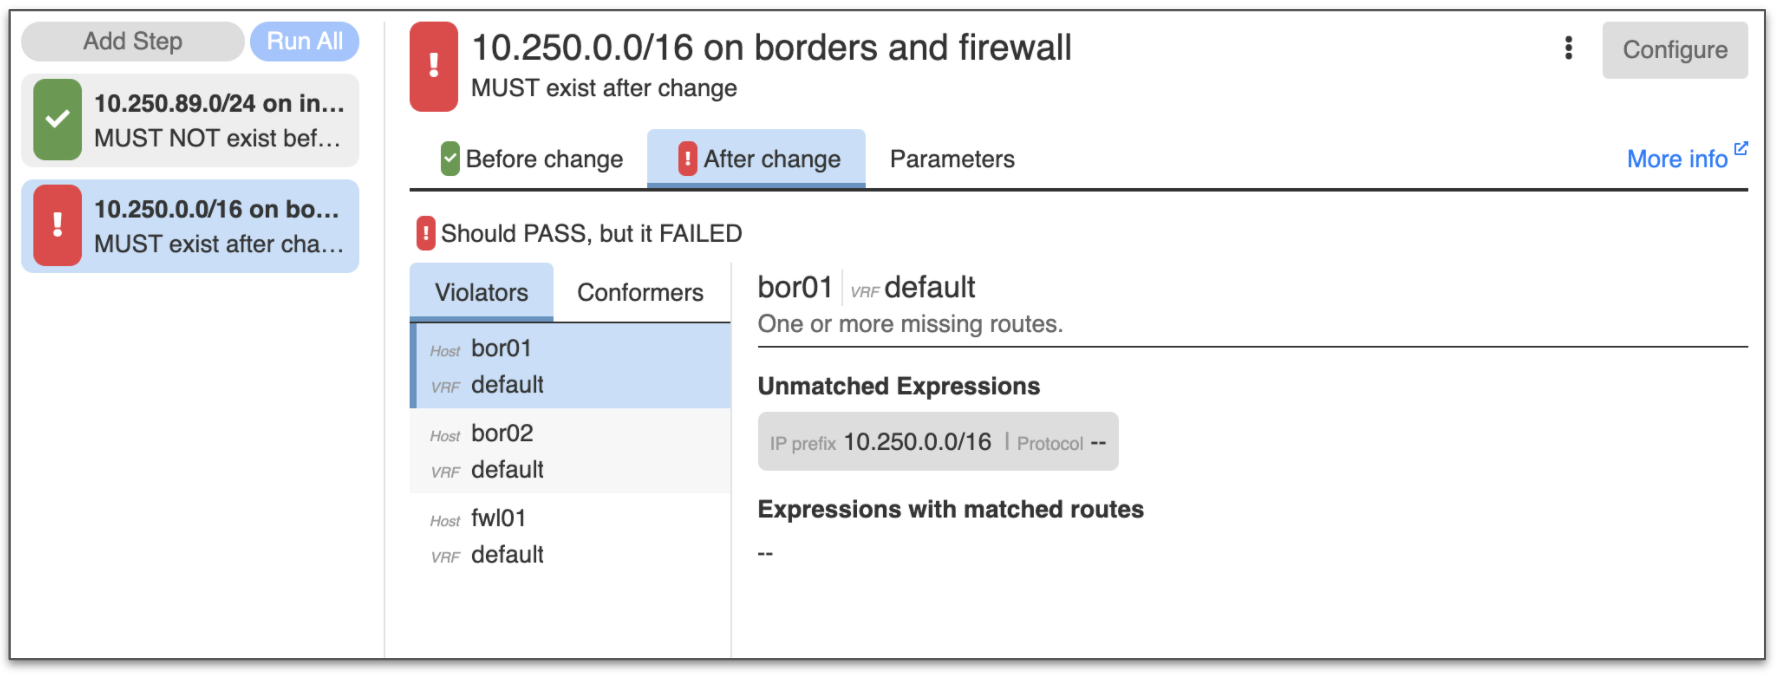 Add Step
Run All
10.250.89.0/24 on in...
MUST NOT exist bef...
10.250.0.0/16 on bo...
MUST exist after cha...
10.250.0.0/16 on borders and firewall
MUST exist after change
Configure
Before change
After change
Parameters
More info
Should PASS, but it FAILED
Violators
Conformers
Host bor01
VRF default
Host bor02
VRF default
Host fwl01
VRF default
bor01 VRF default
One or more missing routes.
Unmatched Expressions
IP prefix 10.250.0.0/16 | Protocol --
Expressions with matched routes
--